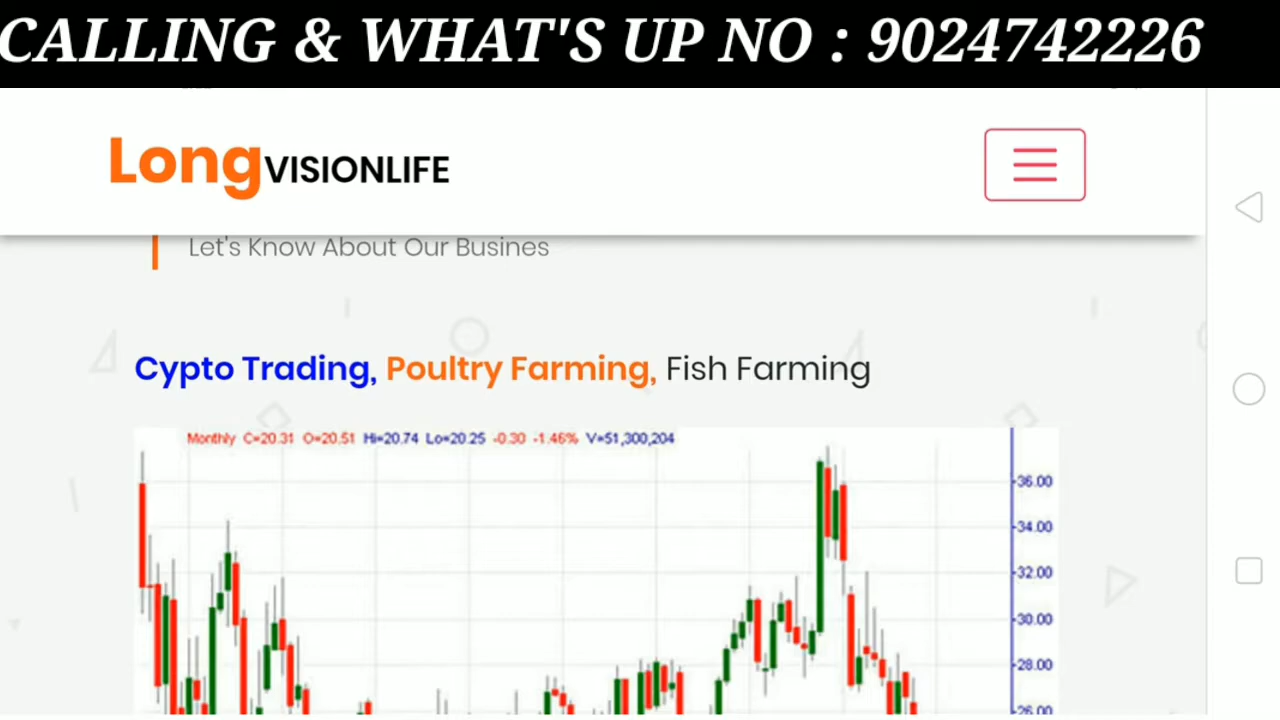 CALLING & WHAT'S UP NO : 9024742226
LongVISIONLIFE
Let's Know About Our Busines
Cypto Trading, Poultry Farming, Fish Farming
Monthly C=20.31 O=20.51 Hi=20.74 Lo=20.25 -0.30 -1.46% V=51,300,204
36.00
34.00
32.00
30.00
28.00
26.00